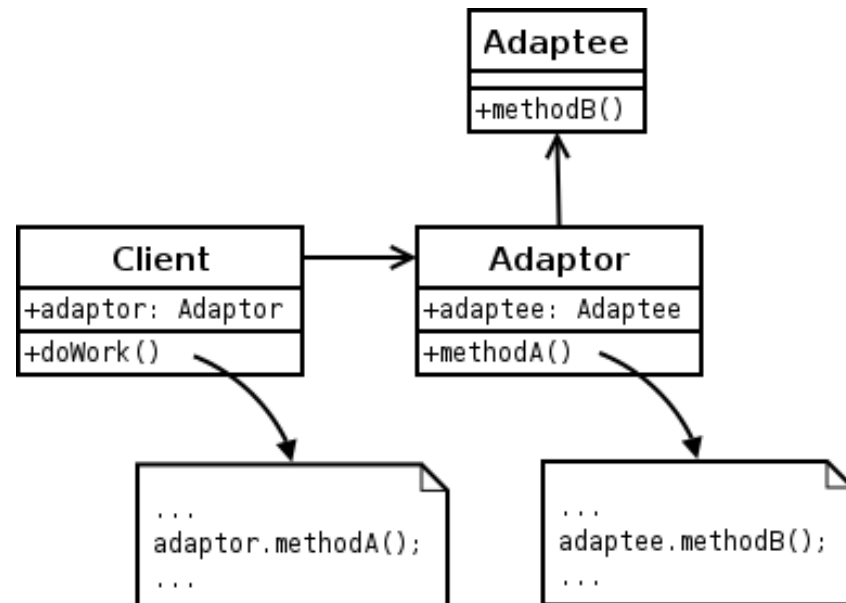 Adaptee
+methodB()
Client
+adaptor: Adaptor
+doWork()
Adaptor
+adaptee: Adaptee
+methodA()
...
adaptor.methodA();
...
...
adaptee.methodB();
...